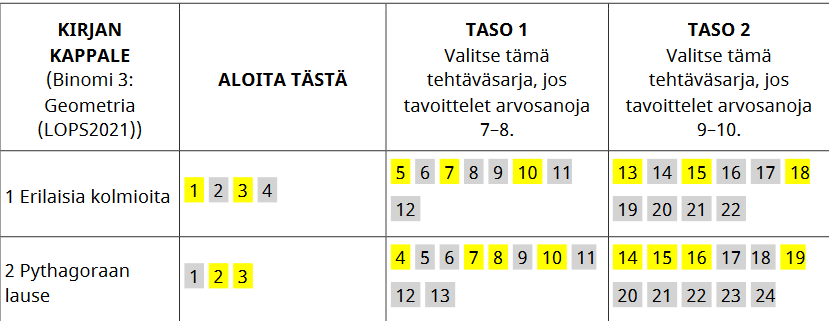 KIRJAN
KAPPALE
(Binomi 3:
Geometria
(LOPS2021))
ALOITA TÄSTÄ
TASO 1
Valitse tämä
tehtäväsarja, jos
tavoittelet arvosanoja
7–8.
TASO 2
Valitse tämä
tehtäväsarja, jos
tavoittelet arvosanoja
9–10.
1 Erilaisia kolmioita
1 2 3 4
5 6 7 8 9 10 11
12
13 14 15 16 17 18
19 20 21 22
2 Pythagoraan
lause
1 2 3
4 5 6 7 8 9 10 11
12 13
14 15 16 17 18 19
20 21 22 23 24